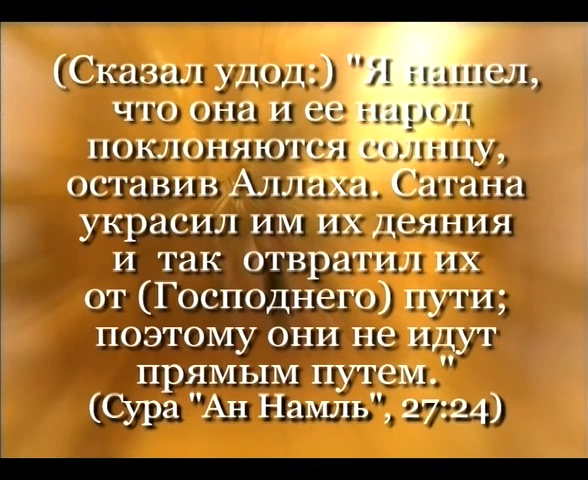 (Сказал удод:) "Я нашел,
что она и ее народ
поклоняются солнцу,
оставив Аллаха. Сатана
украсил им их деяния
и так отвратил их
от (Господнего) пути;
поэтому они не идут
прямым путем."
(Сура "Ан Намль", 27:24)